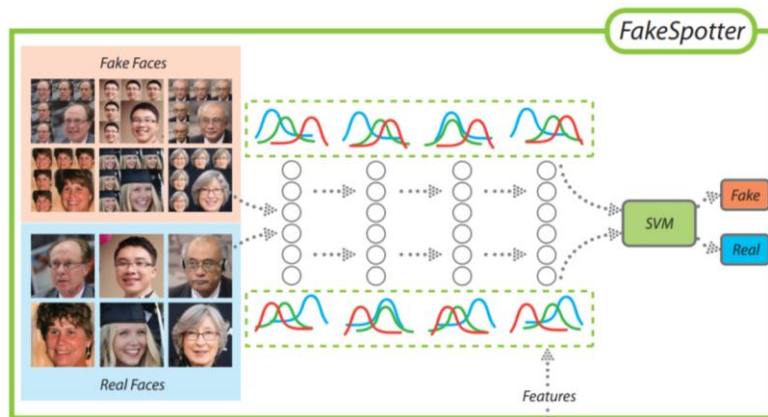 FakeSpotter
Fake Faces
SVM
Fake
Real
Real Faces
Features